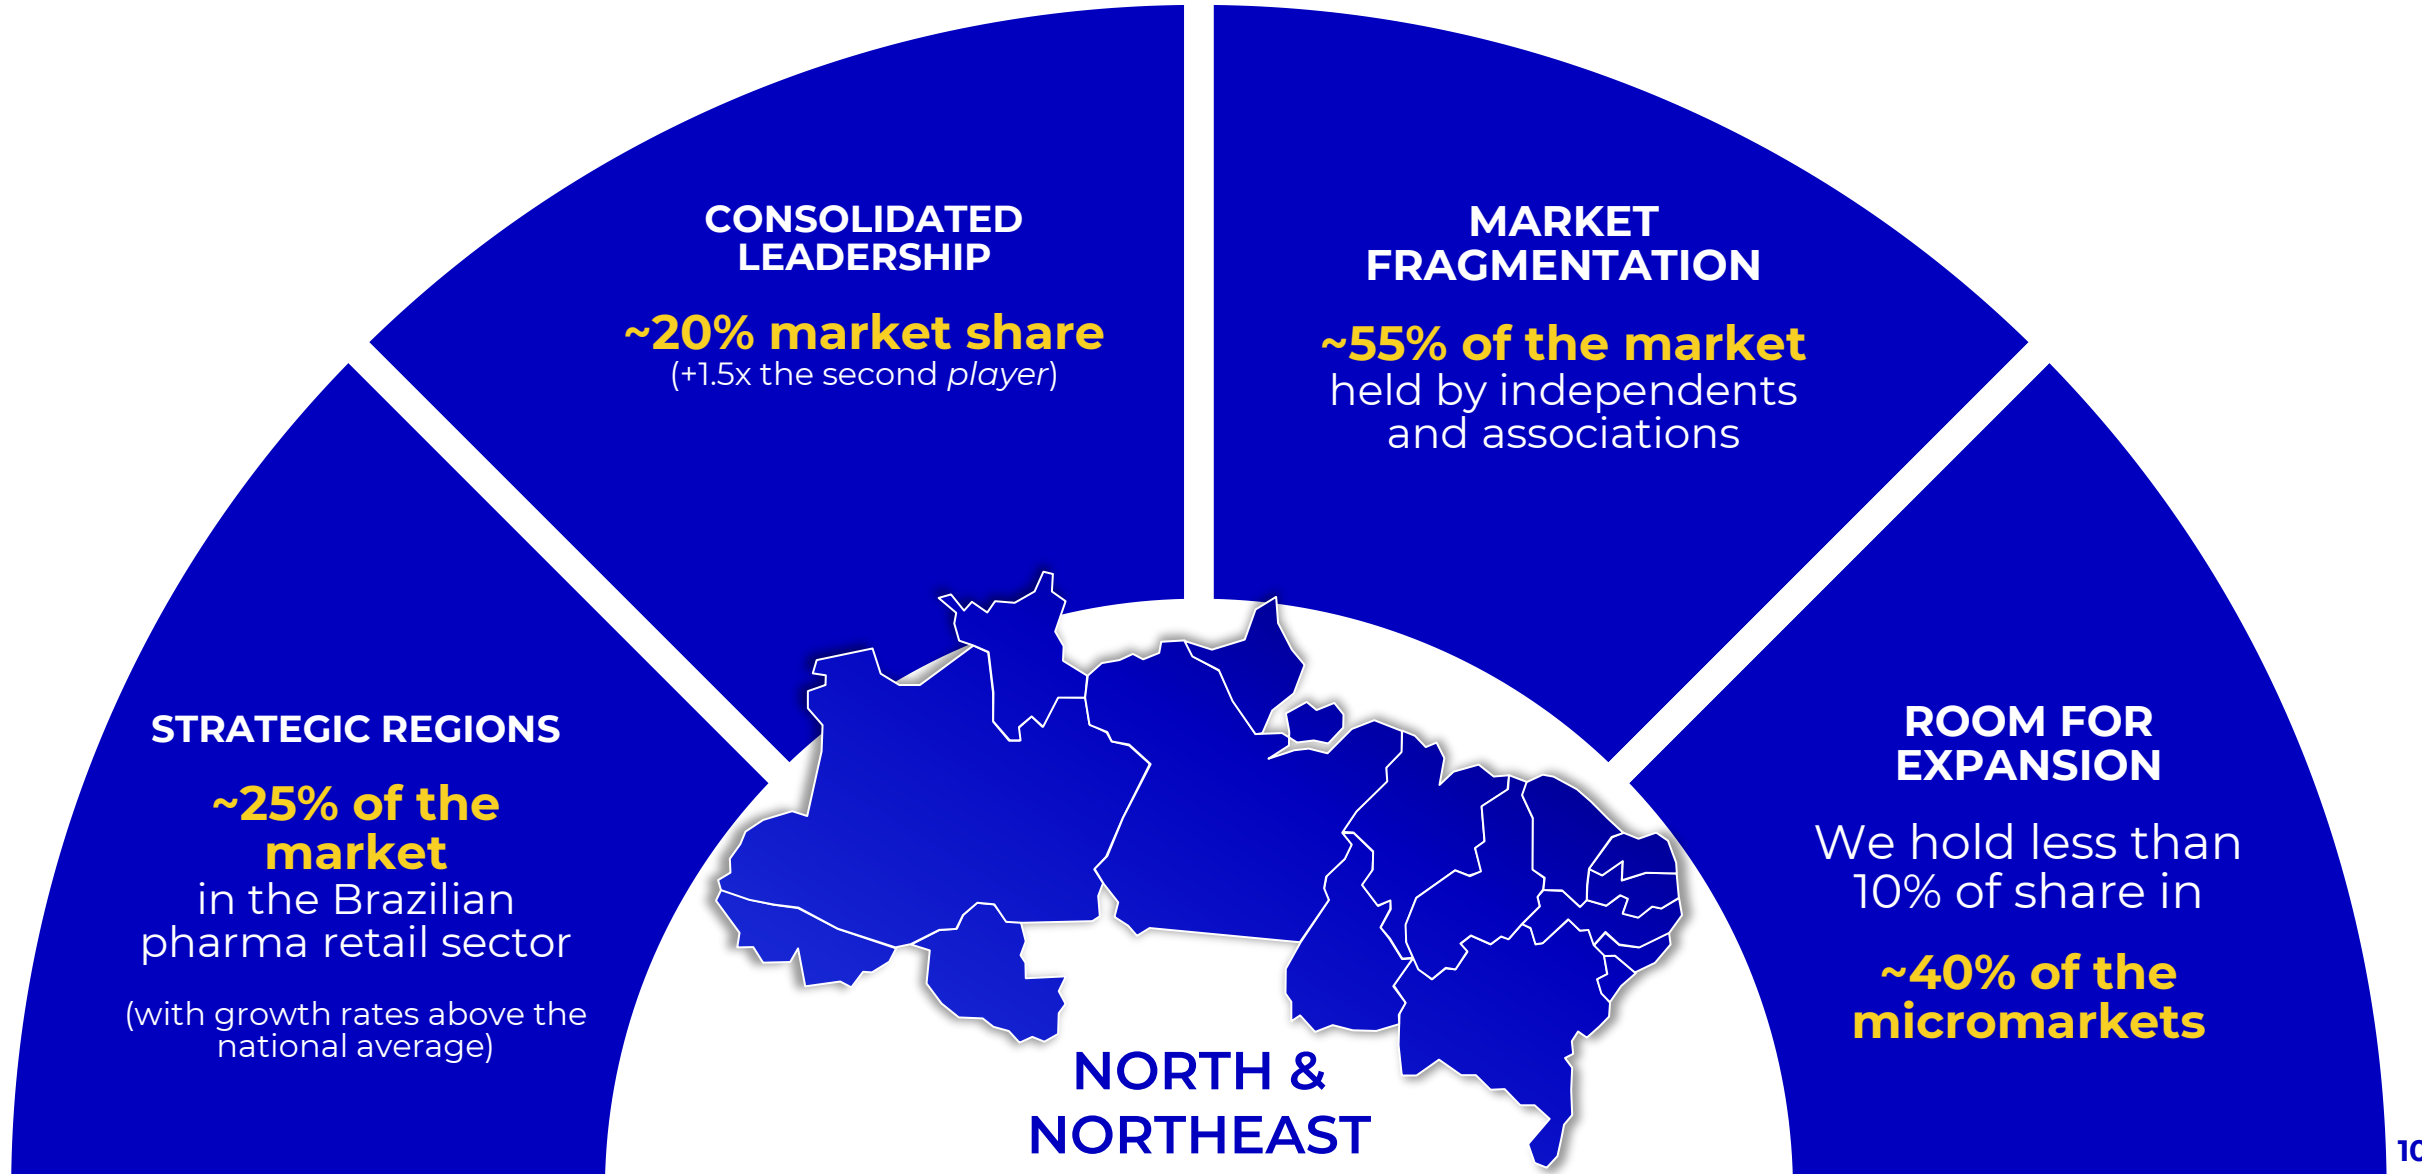 CONSOLIDATED
LEADERSHIP
~20% market share
(+1.5x the second player)
MARKET
FRAGMENTATION
~55% of the market
held by independents
and associations
STRATEGIC REGIONS
~25% of the
market
in the Brazilian
pharma retail sector
(with growth rates above the
national average)
ROOM FOR
EXPANSION
We hold less than
10% of share in
~40% of the
micromarkets
NORTH &
NORTHEAST
10